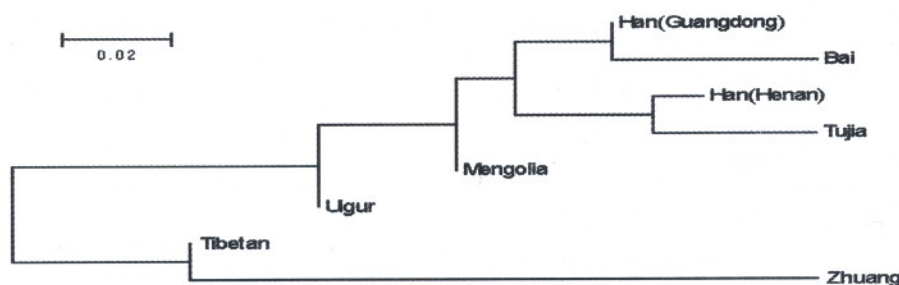 Han(Guangdong)
0.02
Bai
Han(Henan)
Tujia
Mengolia
Uigur
Tibetan
Zhuang